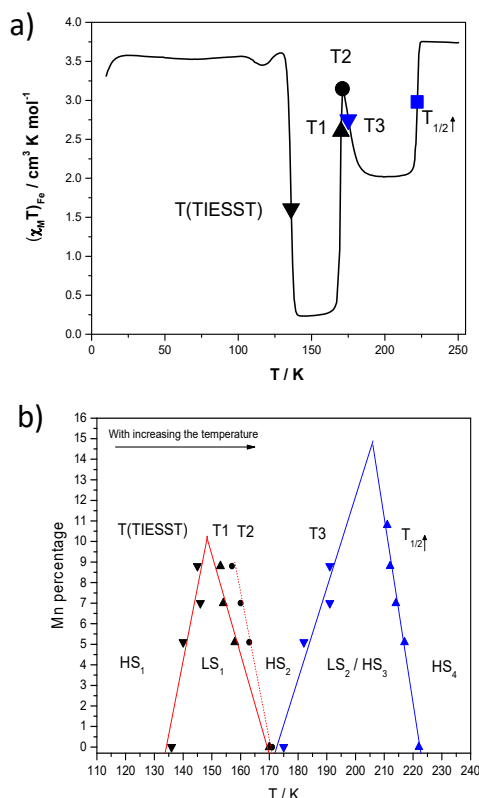 a)
4.0
3.5
3.0
2.5
2.0
1.5
1.0
0.5
0.0
(χMT)Fe / cm³ K mol⁻¹
T2
T1
T3
T1/2↑
T(TIESST)
0 50 100 150 200 250
T / K
b)
16
15
14
13
12
11
10
9
8
7
6
5
4
3
2
1
0
Mn percentage
With increasing the temperature
T(TIESST) T1 T2 T3 T1/2↑
HS₁ LS₁ HS₂ LS₂ / HS₃ HS₄
110 120 130 140 150 160 170 180 190 200 210 220 230 240
T / K